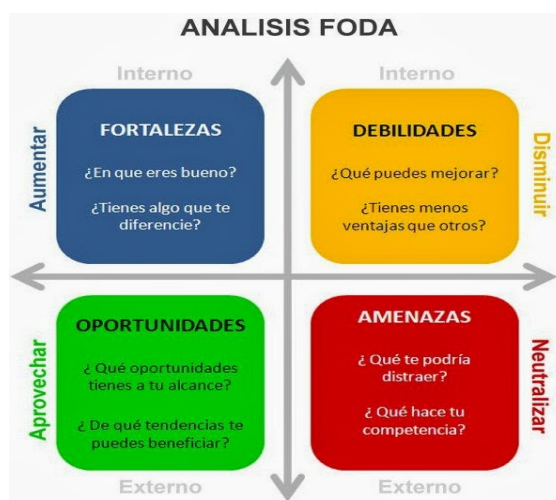 ANALISIS FODA
Interno
Interno
Aumentar
FORTALEZAS
¿En que eres bueno?
¿Tienes algo que te
diferencie?
DEBILIDADES
¿Qué puedes mejorar?
¿Tienes menos
ventajas que otros?
Disminuir
Aprovechar
OPORTUNIDADES
¿ Qué oportunidades
tienes a tu alcance?
¿ De qué tendencias te
puedes beneficiar?
AMENAZAS
¿ Qué te podría
distraer?
¿ Qué hace tu
competencia?
Neutralizar
Externo
Externo